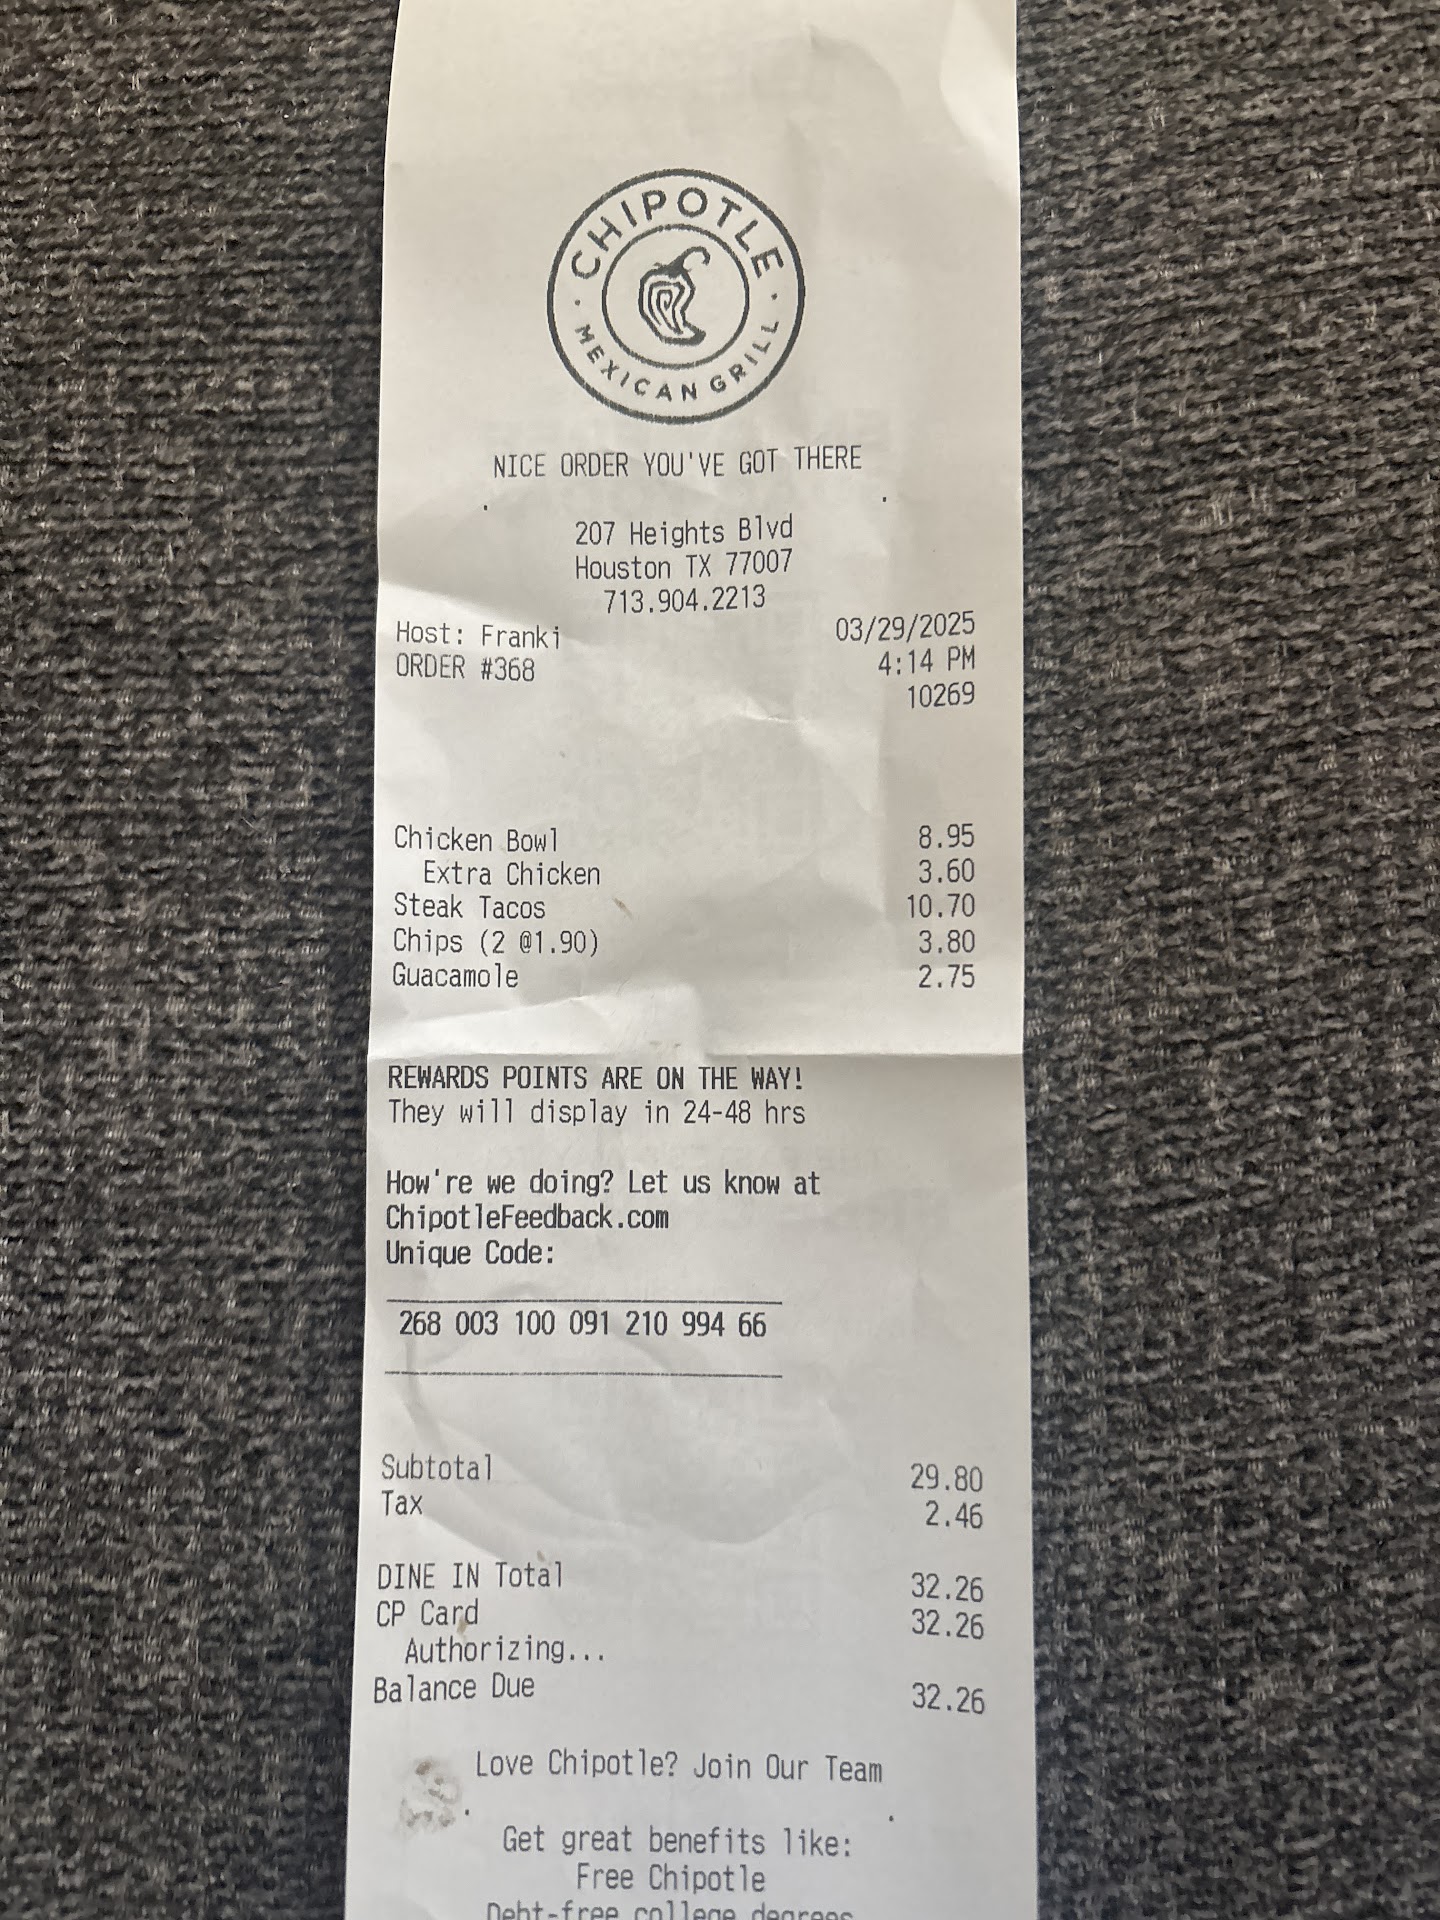 CHIPOTLE
MEXICAN GRILL
NICE ORDER YOU'VE GOT THERE
207 Heights Blvd
Houston TX 77007
713.904.2213
Host: Franki 03/29/2025
ORDER #368 4:14 PM
10269
Chicken Bowl 8.95
Extra Chicken 3.60
Steak Tacos 10.70
Chips (2 @1.90) 3.80
Guacamole 2.75
REWARDS POINTS ARE ON THE WAY!
They will display in 24-48 hrs
How're we doing? Let us know at
ChipotleFeedback.com
Unique Code:
268 003 100 091 210 994 66
Subtotal 29.80
Tax 2.46
DINE IN Total 32.26
CP Card 32.26
Authorizing...
Balance Due 32.26
Love Chipotle? Join Our Team
Get great benefits like:
Free Chipotle
Debt-free college degrees